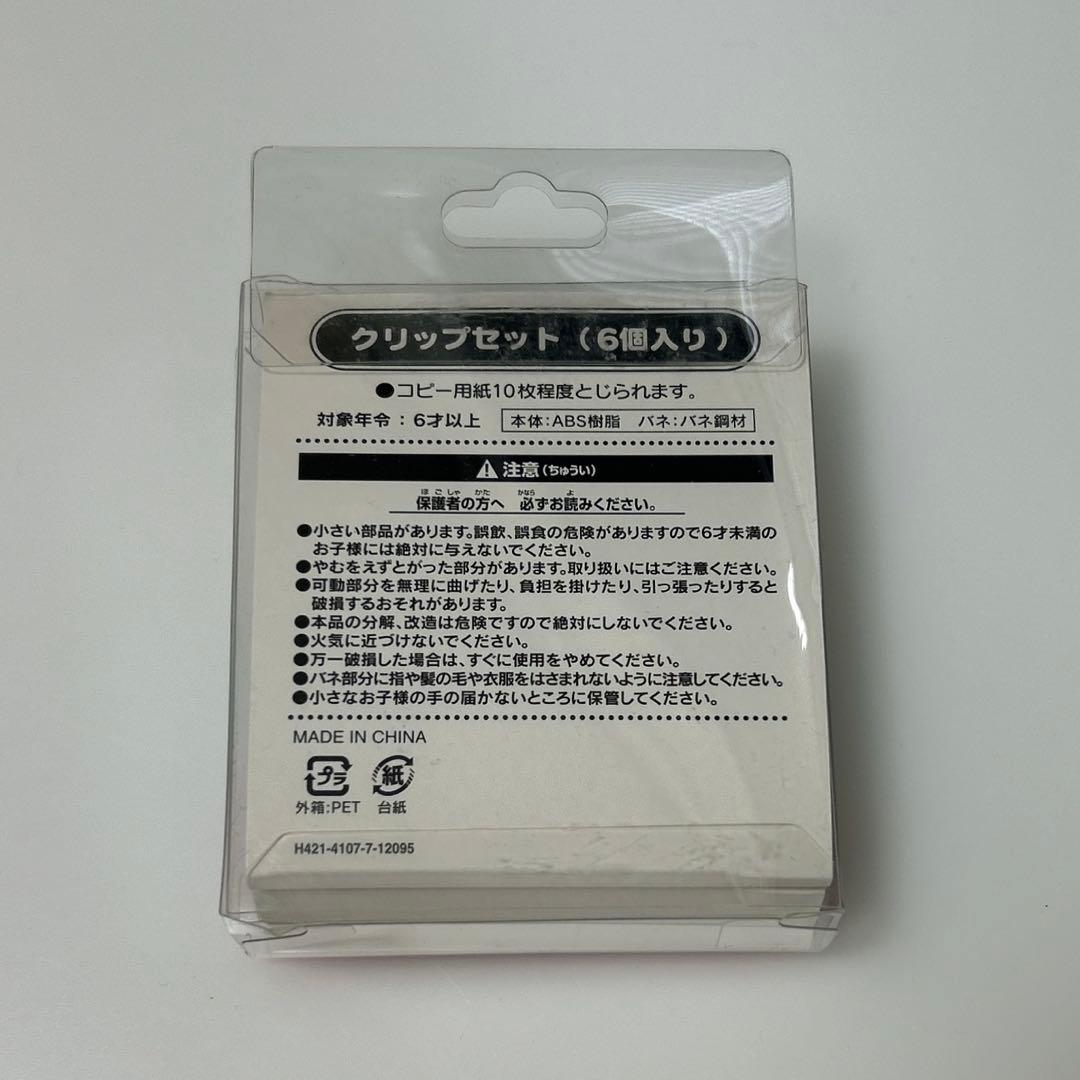 クリップセット（6個入り）
●コピー用紙10枚程度とじられます。
対象年令：6才以上 本体：ABS樹脂 バネ：バネ鋼材
注意（ちゅうい）
ほごしゃ かた かなら よ
保護者の方へ 必ずお読みください。
●小さい部品があります。誤飲、誤食の危険がありますので6才未満の
お子様には絶対に与えないでください。
●やむをえずとがった部分があります。取り扱いにはご注意ください。
●可動部分を無理に曲げたり、負担を掛けたり、引っ張ったりすると
破損するおそれがあります。
●本品の分解、改造は危険ですので絶対にしないでください。
●火気に近づけないでください。
●万一破損した場合は、すぐに使用をやめてください。
●バネ部分に指や髪の毛や衣服をはさまれないように注意してください。
●小さなお子様の手の届かないところに保管してください。
MADE IN CHINA
プラ 紙
外箱：PET 台紙
H421-4107-7-12095